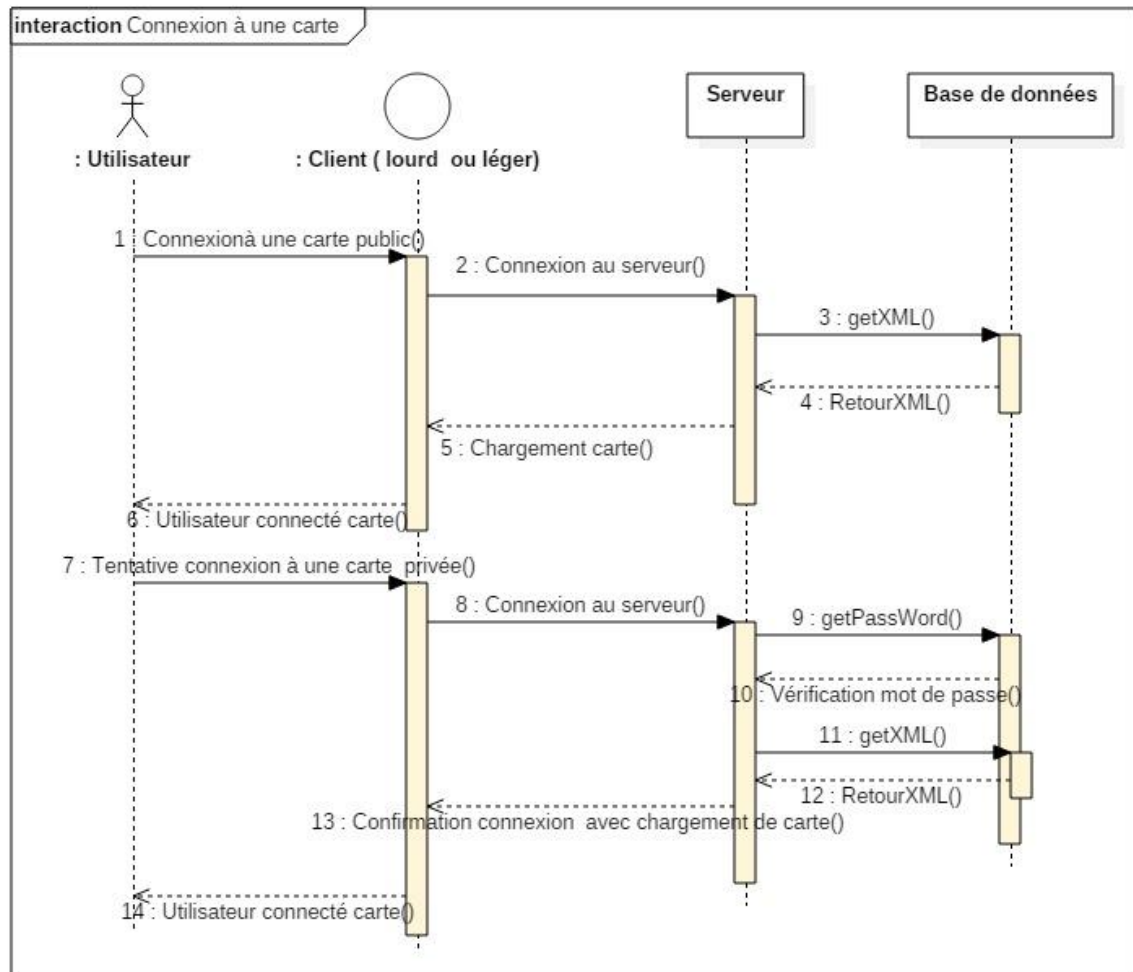 interaction Connexion à une carte
Serveur
Base de données
: Utilisateur
: Client ( lourd ou léger)
1 : Connexionà une carte public()
2 : Connexion au serveur()
3 : getXML()
4 : RetourXML()
5 : Chargement carte()
6 : Utilisateur connecté carte()
7 : Tentative connexion à une carte privée()
8 : Connexion au serveur()
9 : getPassWord()
10 : Vérification mot de passe()
11 : getXML()
12 : RetourXML()
13 : Confirmation connexion avec chargement de carte()
14 : Utilisateur connecté carte()